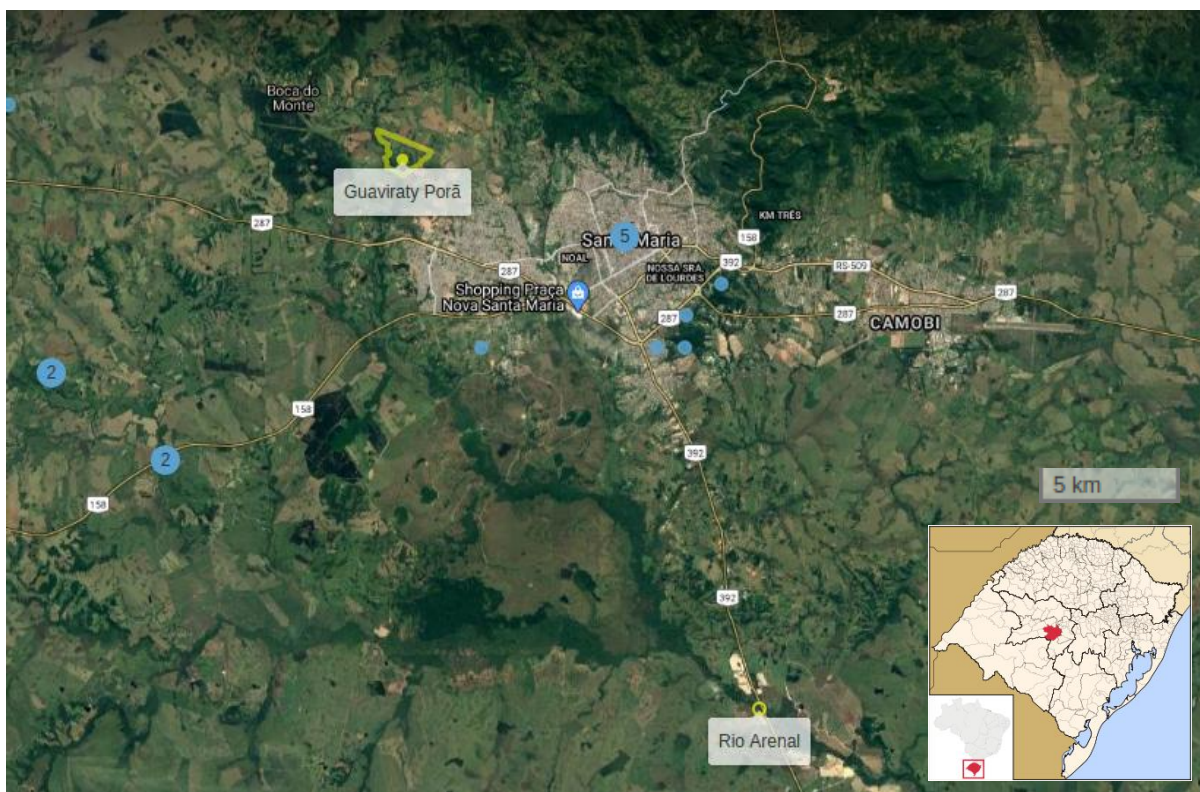 Boca do
Monte
Guaviraty Porã
287
5
Santa Maria
KM TRÊS
158
NOAL
392
287
NOSSA SRA.
DE LOURDES
RS-509
Shopping Praça
Nova Santa Maria
287
287
287
CAMOBI
2
158
2
392
158
5 km
392
Rio Arenal